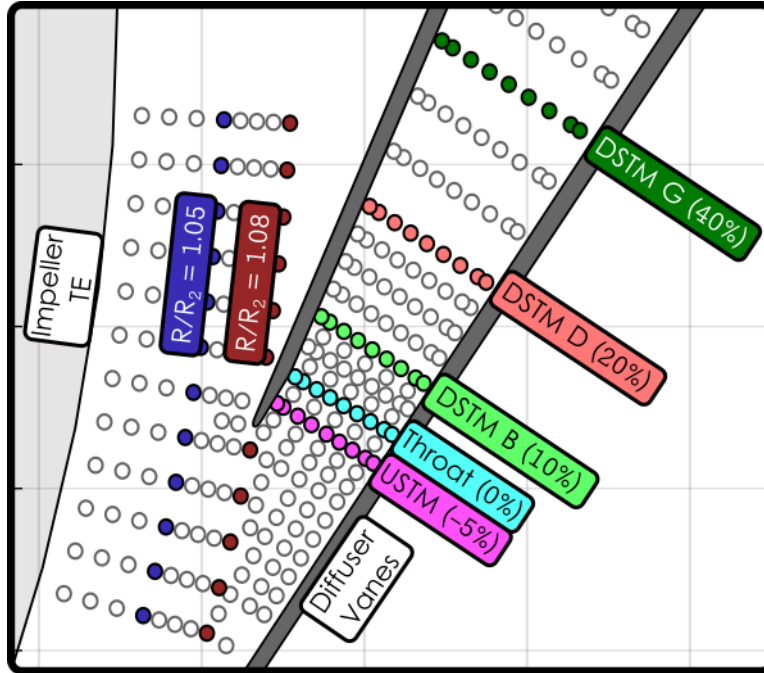 DSTM G (40%)
R/R₂ = 1.05
R/R₂ = 1.08
Impeller
TE
DSTM D (20%)
DSTM B (10%)
Throat (0%)
USTM (–5%)
Diffuser
Vanes